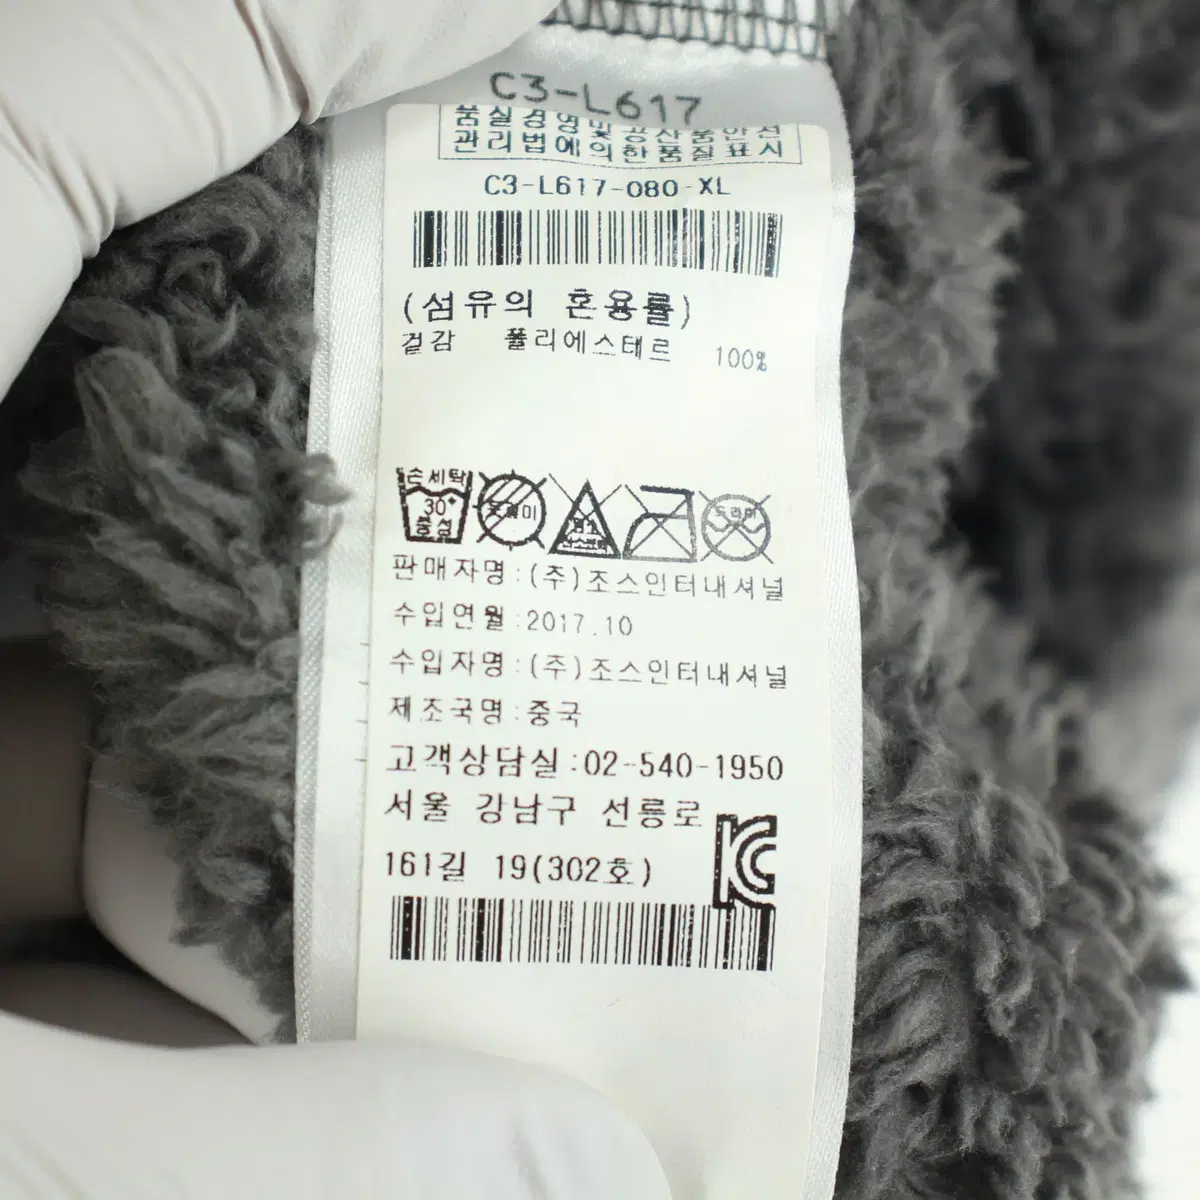 C3-L617
품질경영및공산품안전
관리법에의한품질표시
C3-L617-080-XL
(섬유의 혼용률)
겉감 폴리에스테르 100%
손세탁
30°
중성
드라이
판매자명:(주)조스인터내셔널
수입연월:2017.10
수입자명:(주)조스인터내셔널
제조국명:중국
고객상담실:02-540-1950
서울 강남구 선릉로
161길 19(302호)